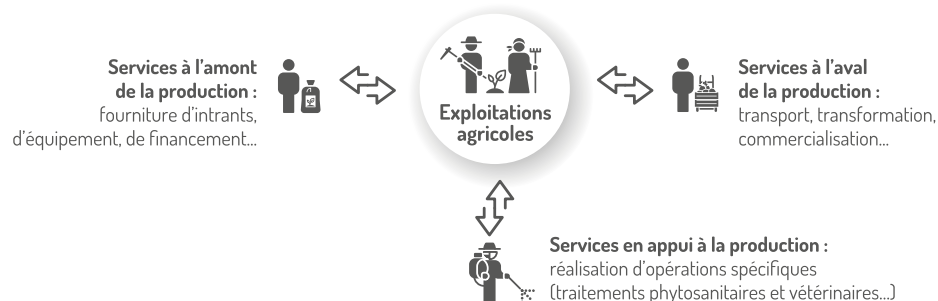 Services à l’amont
de la production :
fourniture d’intrants,
d’équipement, de financement...
Exploitations
agricoles
Services à l’aval
de la production :
transport, transformation,
commercialisation...
Services en appui à la production :
réalisation d’opérations spécifiques
(traitements phytosanitaires et vétérinaires...)